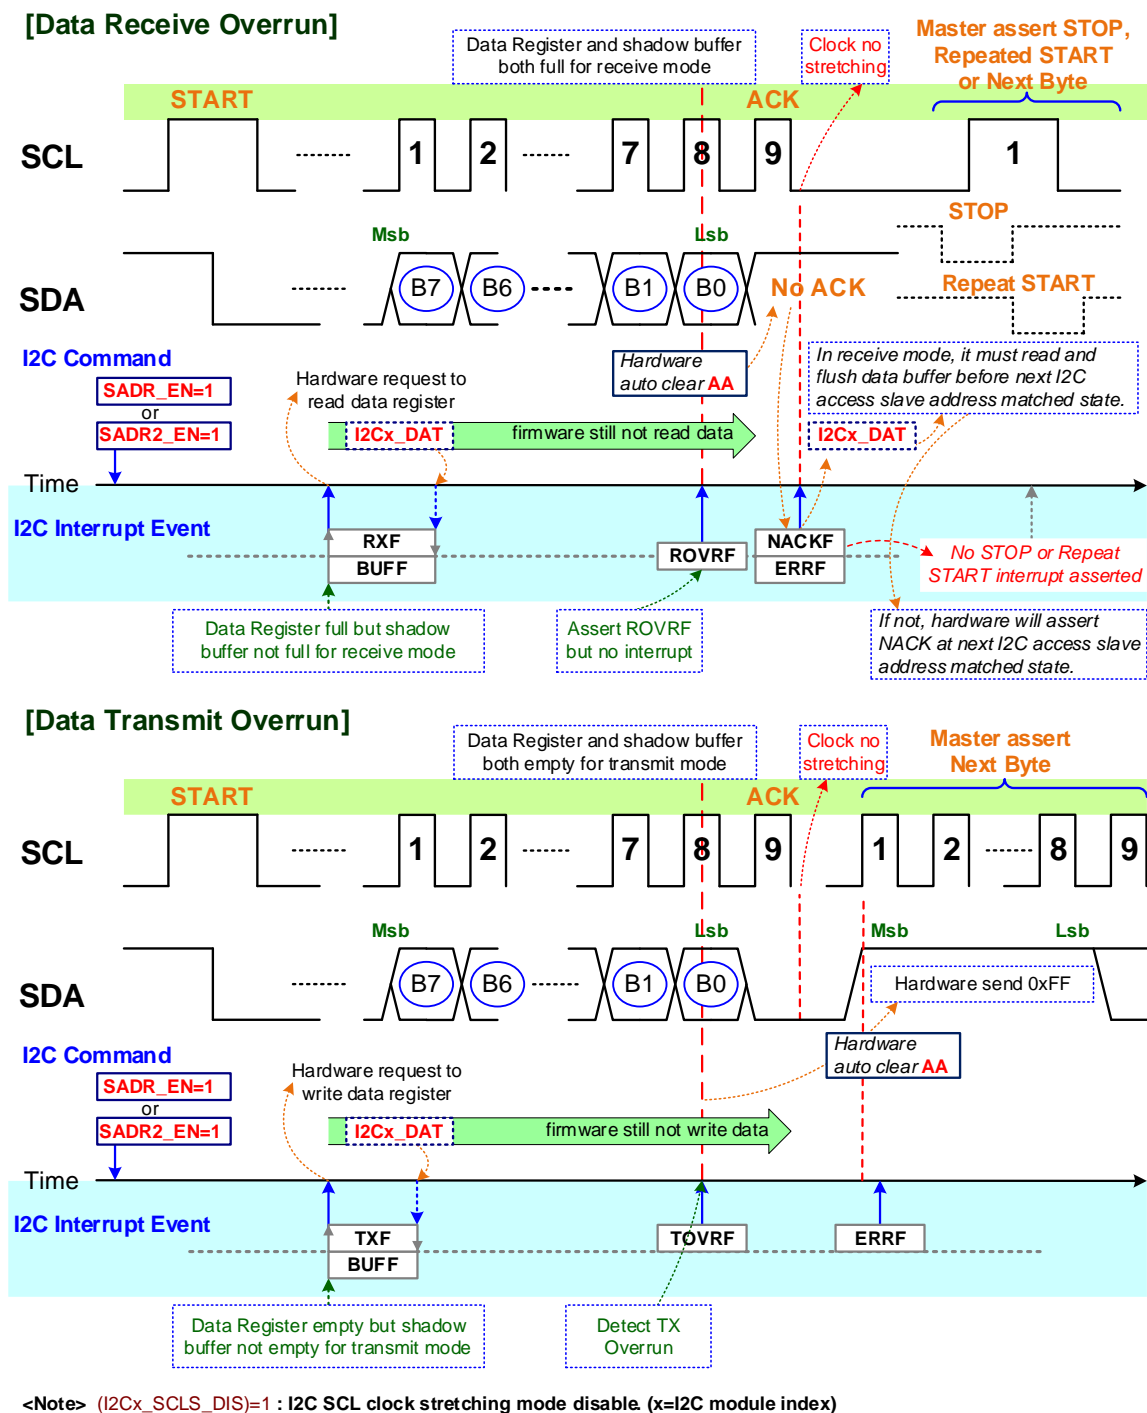 [Data Receive Overrun]
Data Register and shadow buffer
both full for receive mode
Clock no
stretching
Master assert STOP,
Repeated START
or Next Byte
START
ACK
SCL
1
2
7
8
9
1
STOP
Msb
Lsb
SDA
B7
B6
B1
B0
No ACK
Repeat START
I2C Command
SADR_EN=1
or
SADR2_EN=1
Hardware request to
read data register
Hardware
auto clear AA
In receive mode, it must read and
flush data buffer before next I2C
access slave address matched state.
I2Cx_DAT
firmware still not read data
I2Cx_DAT
Time
I2C Interrupt Event
RXF
BUFF
ROVRF
NACKF
ERRF
No STOP or Repeat
START interrupt asserted
Data Register full but shadow
buffer not full for receive mode
Assert ROVRF
but no interrupt
If not, hardware will assert
NACK at next I2C access slave
address matched state.
[Data Transmit Overrun]
Data Register and shadow buffer
both empty for transmit mode
Clock no
stretching
Master assert
Next Byte
START
ACK
SCL
1
2
7
8
9
1
2
8
9
Msb
Lsb
Msb
Lsb
SDA
B7
B6
B1
B0
Hardware send 0xFF
I2C Command
SADR_EN=1
or
SADR2_EN=1
Hardware request to
write data register
Hardware
auto clear AA
I2Cx_DAT
firmware still not write data
Time
I2C Interrupt Event
TXF
BUFF
TOVRF
ERRF
Data Register empty but shadow
buffer not empty for transmit mode
Detect TX
Overrun
<Note> (I2Cx_SCLS_DIS)=1 : I2C SCL clock stretching mode disable. (x=I2C module index)